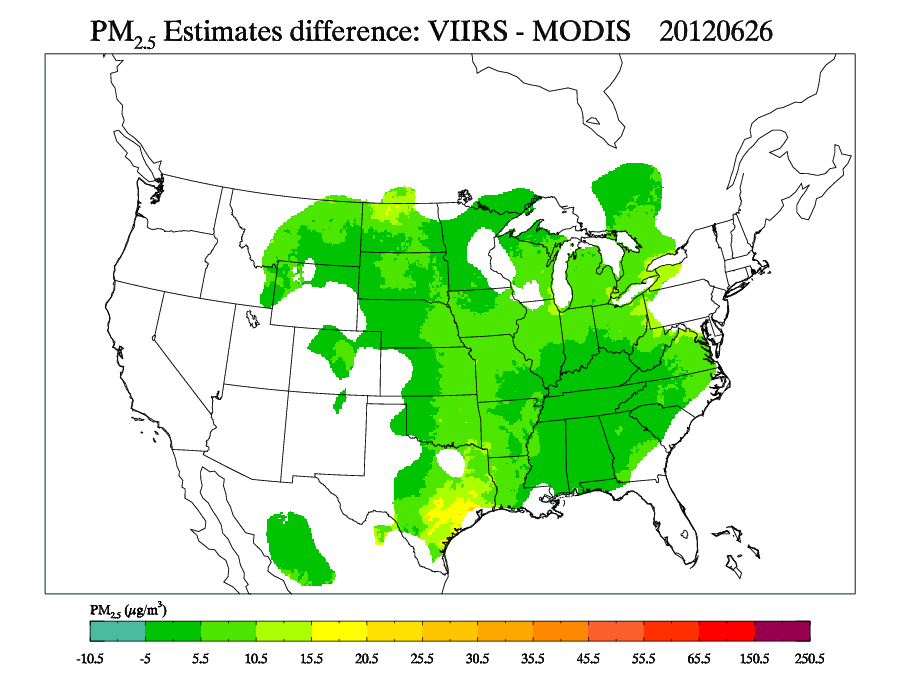 PM2.5 Estimates difference: VIIRS - MODIS 20120626
PM2.5 (μg/m3)
-10.5 -5 5.5 10.5 15.5 20.5 25.5 30.5 35.5 45.5 55.5 65.5 150.5 250.5